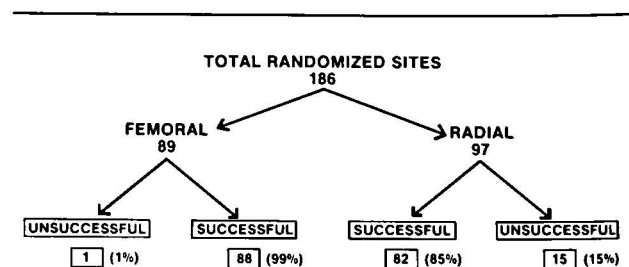 TOTAL RANDOMIZED SITES
186
FEMORAL RADIAL
89 97
UNSUCCESSFUL SUCCESSFUL SUCCESSFUL UNSUCCESSFUL
1 (1%) 88 (99%) 82 (85%) 15 (15%)